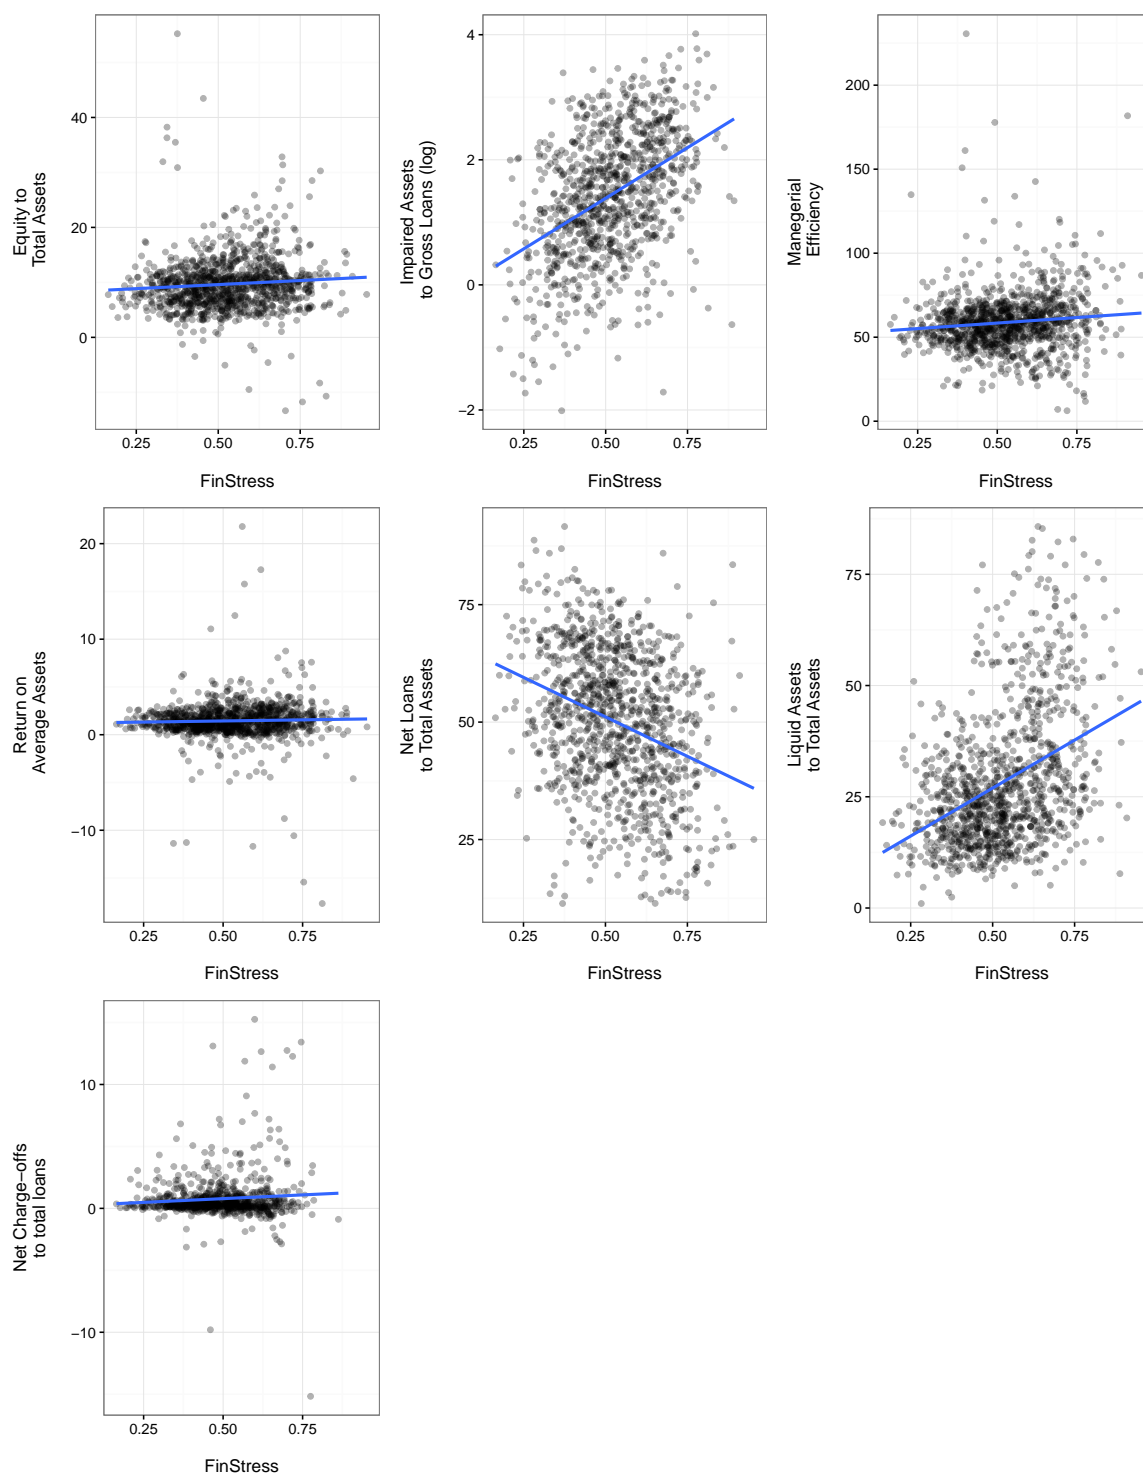 Equity to
Total Assets
40
20
0
0.25 0.50 0.75
FinStress
Impaired Assets
to Gross Loans (log)
4
2
0
−2
0.25 0.50 0.75
FinStress
Manegerial
Efficiency
200
150
100
50
0
0.25 0.50 0.75
FinStress
Return on
Average Assets
20
10
0
−10
0.25 0.50 0.75
FinStress
Net Loans
to Total Assets
75
50
25
0.25 0.50 0.75
FinStress
Liquid Assets
to Total Assets
75
50
25
0
0.25 0.50 0.75
FinStress
Net Charge−offs
to total loans
10
0
−10
0.25 0.50 0.75
FinStress